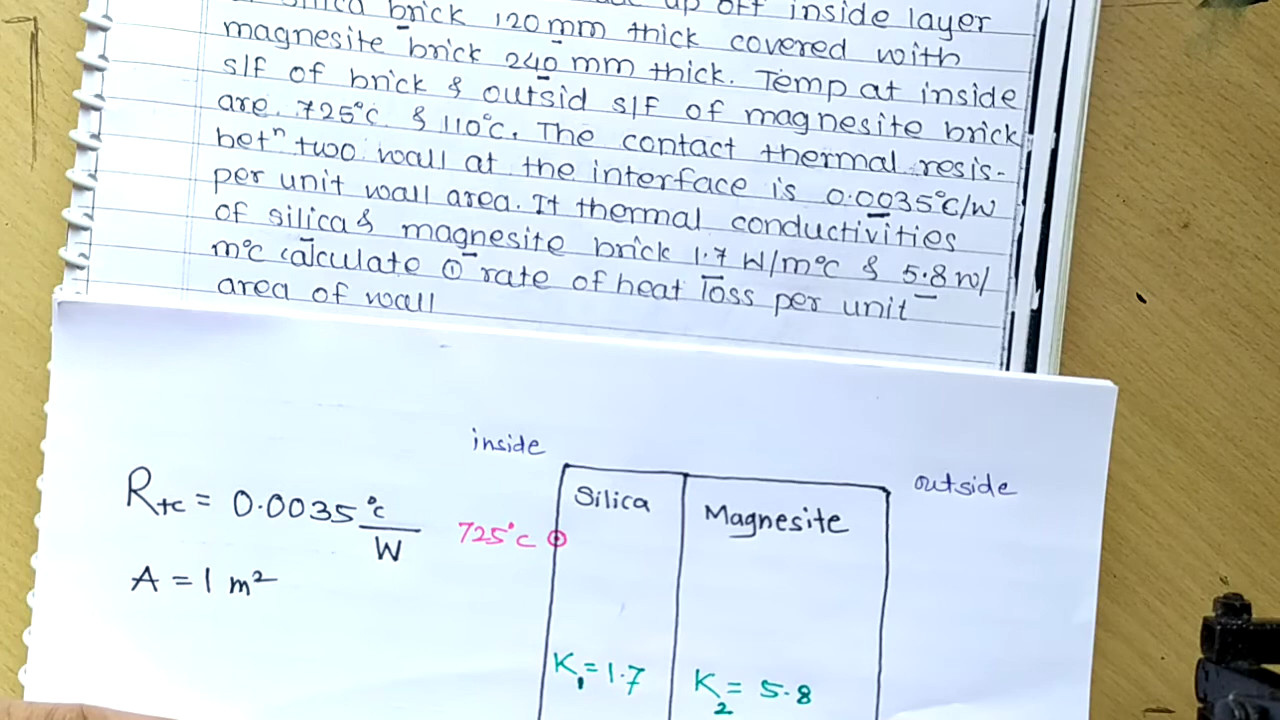 brick 120mm thick covered with
up off inside layer
magnesite brick 240 mm thick. Temp at inside
s/f of brick & outsid s/f of magnesite brick
are. 725°c & 110°c. The contact thermal resis-
betⁿ two wall at the interface is 0.0035°c/w
per unit wall area. It thermal conductivities
of silica & magnesite brick 1.7 W/m°c & 5.8 w/
m°c calculate ① rate of heat loss per unit
area of wall
inside
outside
Rtc = 0.0035 °c/W
A = 1 m²
725°c
Silica
Magnesite
K₁ = 1.7
K₂ = 5.8